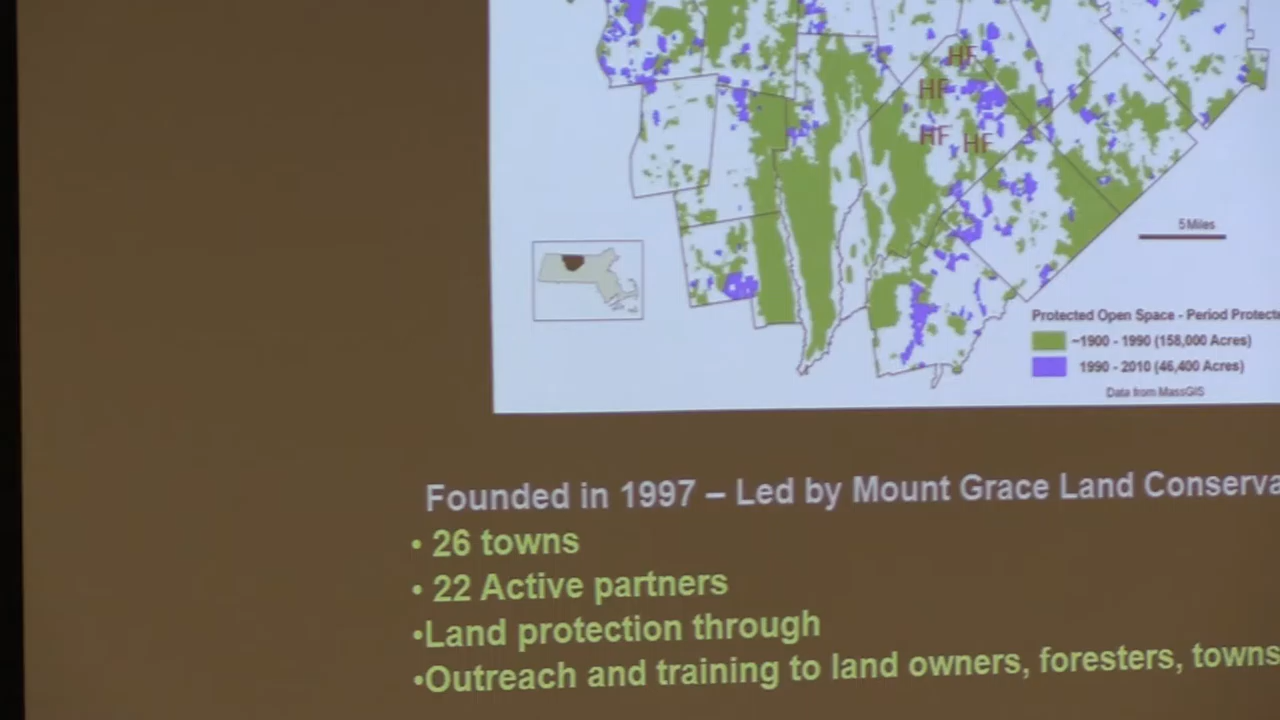 HF
HF
HF HF
5 Miles
Protected Open Space - Period
~1900 - 1990 (158,000 Acres)
1990 - 2010 (46,400 Acres)
Data from MassGIS
Founded in 1997 – Led by Mount Grace Land
• 26 towns
• 22 Active partners
•Land protection through
•Outreach and training to land owners, foresters, towns